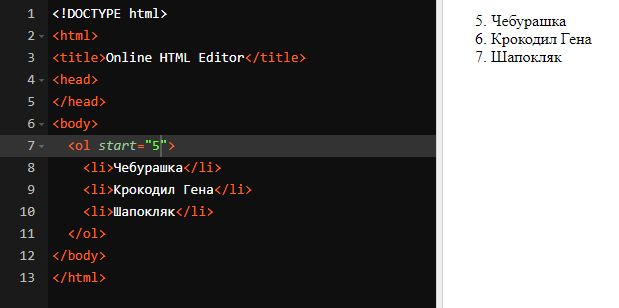 1 <!DOCTYPE html>
2 <html>
3 <title>Online HTML Editor</title>
4 <head>
5 </head>
6 <body>
7 <ol start="5">
8 <li>Чебурашка</li>
9 <li>Крокодил Гена</li>
10 <li>Шапокляк</li>
11 </ol>
12 </body>
13 </html>
5. Чебурашка
6. Крокодил Гена
7. Шапокляк